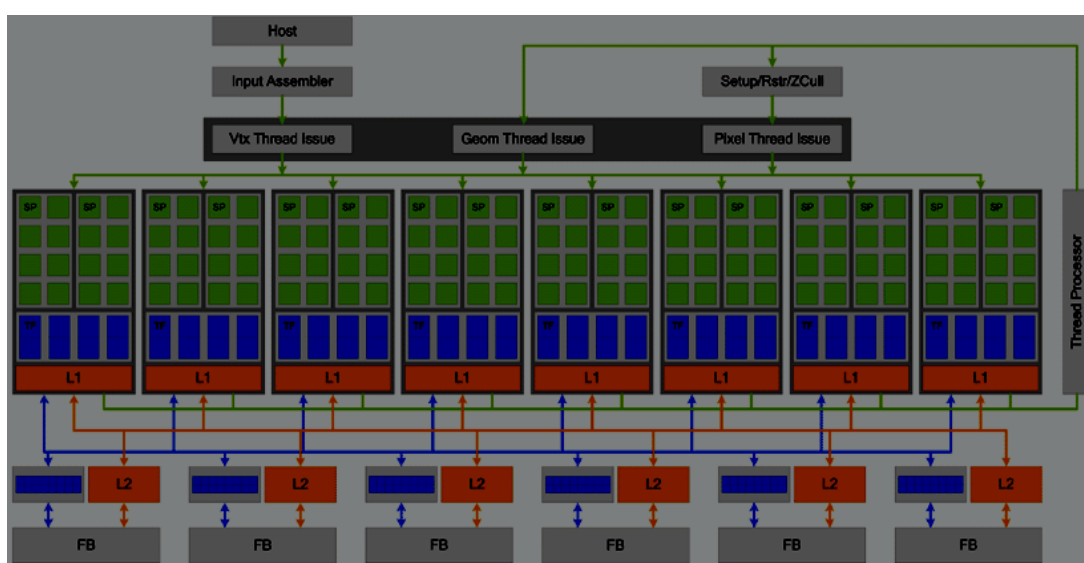 Host
Input Assembler
Setup/Rstr/ZCull
Vtx Thread Issue
Geom Thread Issue
Pixel Thread Issue
SP SP SP SP SP SP SP SP SP SP SP SP SP SP SP SP
Thread Processor
TF TF TF TF TF TF TF TF
L1 L1 L1 L1 L1 L1 L1 L1
L2 L2 L2 L2 L2 L2
FB FB FB FB FB FB